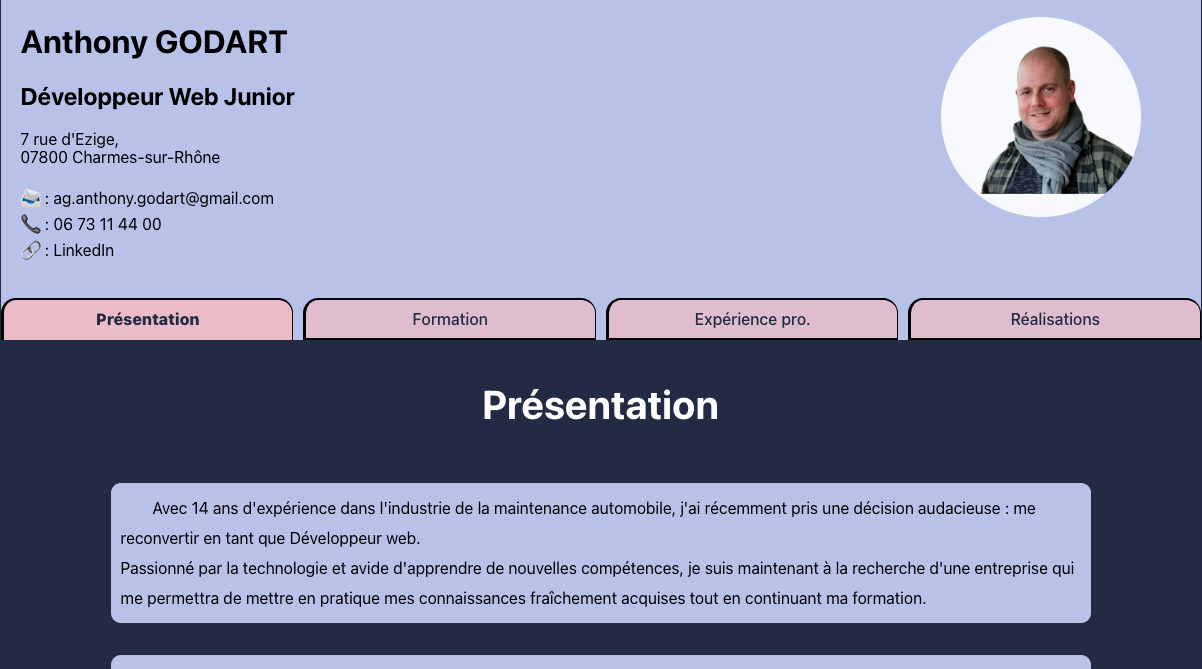 Anthony GODART
Développeur Web Junior
7 rue d'Ezige,
07800 Charmes-sur-Rhône
: ag.anthony.godart@gmail.com
: 06 73 11 44 00
: LinkedIn
Présentation
Formation
Expérience pro.
Réalisations
Présentation
Avec 14 ans d'expérience dans l'industrie de la maintenance automobile, j'ai récemment pris une décision audacieuse : me
reconvertir en tant que Développeur web.
Passionné par la technologie et avide d'apprendre de nouvelles compétences, je suis maintenant à la recherche d'une entreprise qui
me permettra de mettre en pratique mes connaissances fraîchement acquises tout en continuant ma formation.